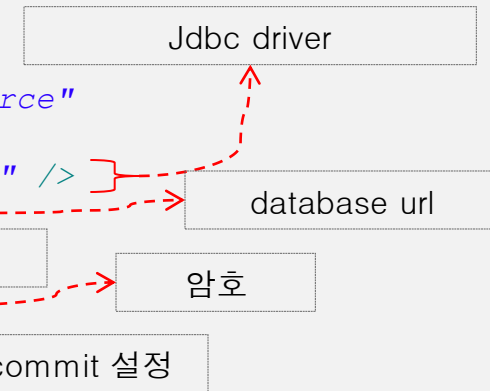 Jdbc driver
rce"
" />
database url
암호
commit 설정